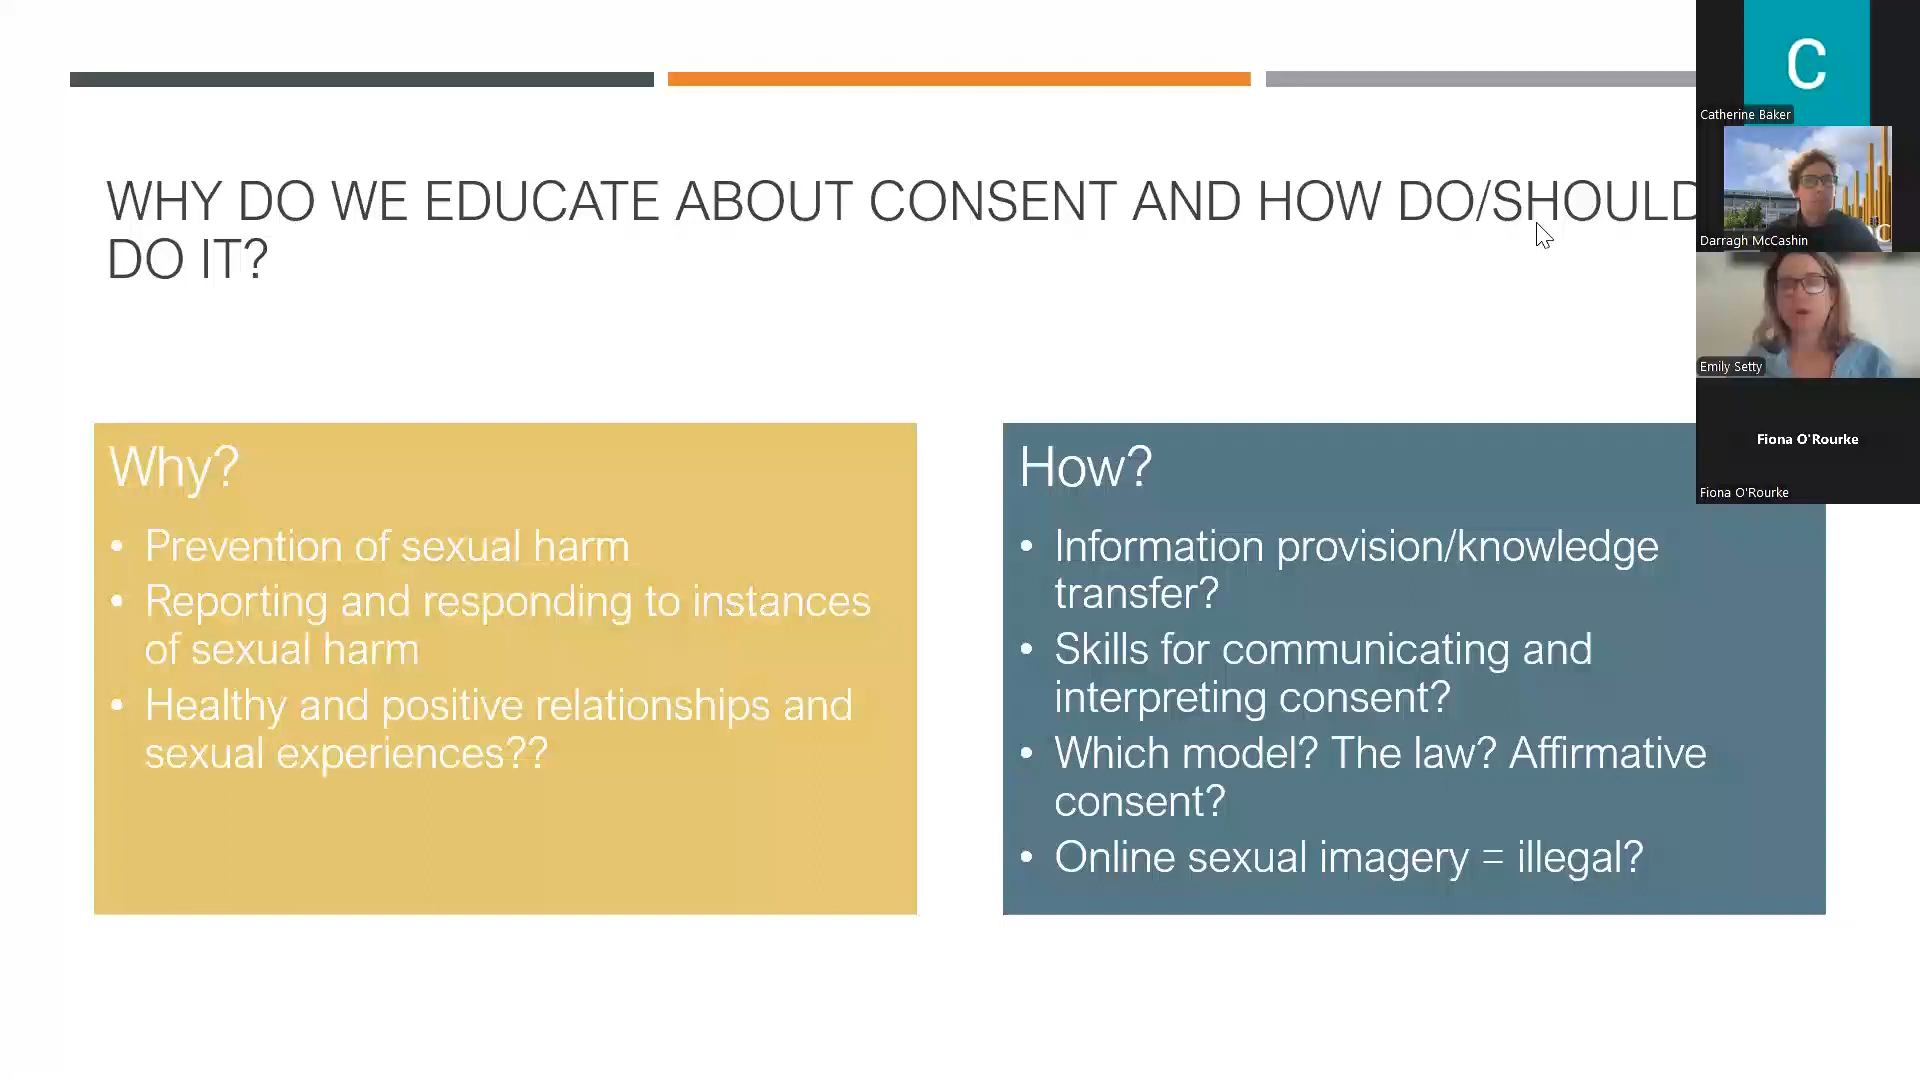 WHY DO WE EDUCATE ABOUT CONSENT AND HOW DO/SHOULD
DO IT?
Why?
• Prevention of sexual harm
• Reporting and responding to instances
of sexual harm
• Healthy and positive relationships and
sexual experiences??
How?
• Information provision/knowledge
transfer?
• Skills for communicating and
interpreting consent?
• Which model? The law? Affirmative
consent?
• Online sexual imagery = illegal?
C
Catherine Baker
Darragh McCashin
Emily Setty
Fiona O'Rourke
Fiona O'Rourke